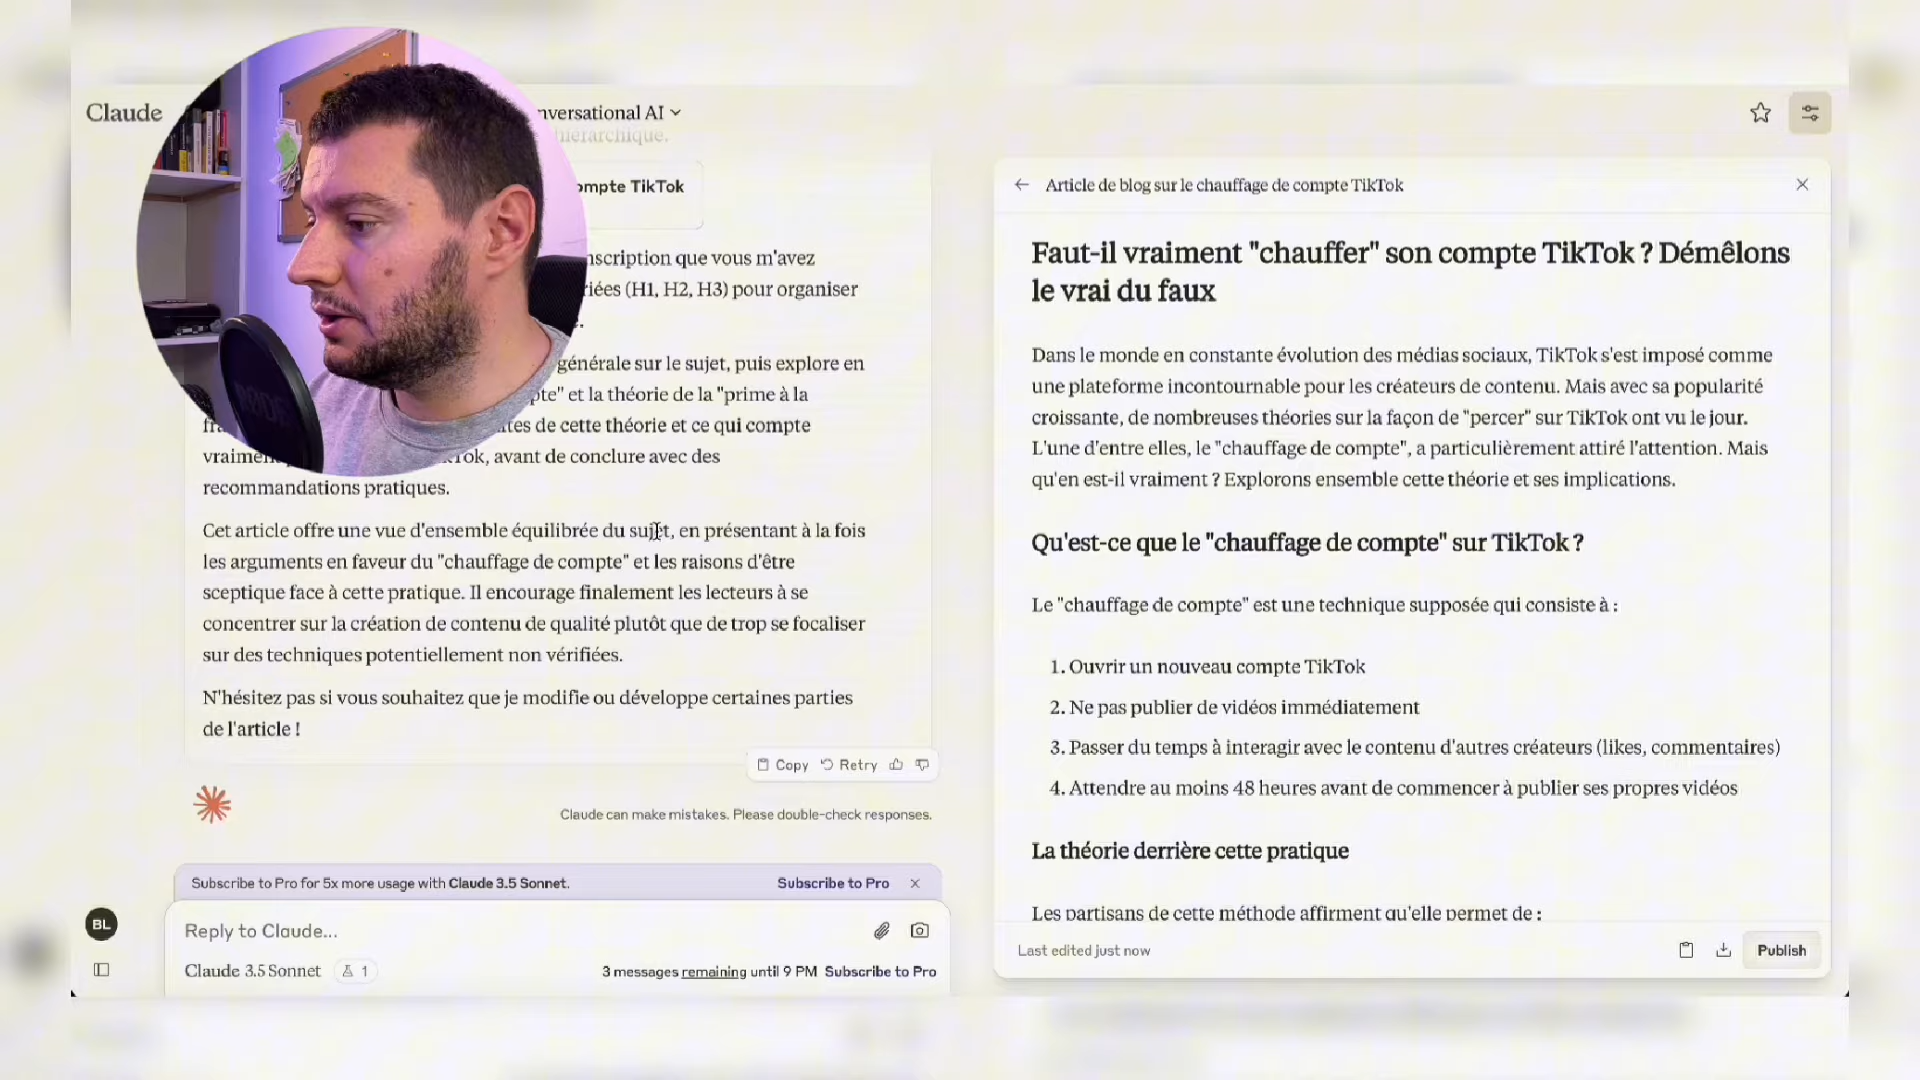 Claude
nversational AI
hiérarchique.
ompte TikTok
nscription que vous m'avez
iées (H1, H2, H3) pour organiser
e.
générale sur le sujet, puis explore en
pte" et la théorie de la "prime à la
tes de cette théorie et ce qui compte
vraimen Tok, avant de conclure avec des
recommandations pratiques.
Cet article offre une vue d'ensemble équilibrée du sujet, en présentant à la fois
les arguments en faveur du "chauffage de compte" et les raisons d'être
sceptique face à cette pratique. Il encourage finalement les lecteurs à se
concentrer sur la création de contenu de qualité plutôt que de trop se focaliser
sur des techniques potentiellement non vérifiées.
N'hésitez pas si vous souhaitez que je modifie ou développe certaines parties
de l'article !
Copy Retry
Claude can make mistakes. Please double-check responses.
Subscribe to Pro for 5x more usage with Claude 3.5 Sonnet. Subscribe to Pro
BL
Reply to Claude...
Claude 3.5 Sonnet 1 3 messages remaining until 9 PM Subscribe to Pro
Article de blog sur le chauffage de compte TikTok
Faut-il vraiment "chauffer" son compte TikTok ? Démêlons
le vrai du faux
Dans le monde en constante évolution des médias sociaux, TikTok s'est imposé comme
une plateforme incontournable pour les créateurs de contenu. Mais avec sa popularité
croissante, de nombreuses théories sur la façon de "percer" sur TikTok ont vu le jour.
L'une d'entre elles, le "chauffage de compte", a particulièrement attiré l'attention. Mais
qu'en est-il vraiment ? Explorons ensemble cette théorie et ses implications.
Qu'est-ce que le "chauffage de compte" sur TikTok ?
Le "chauffage de compte" est une technique supposée qui consiste à :
1. Ouvrir un nouveau compte TikTok
2. Ne pas publier de vidéos immédiatement
3. Passer du temps à interagir avec le contenu d'autres créateurs (likes, commentaires)
4. Attendre au moins 48 heures avant de commencer à publier ses propres vidéos
La théorie derrière cette pratique
Les partisans de cette méthode affirment qu'elle permet de :
Last edited just now
Publish